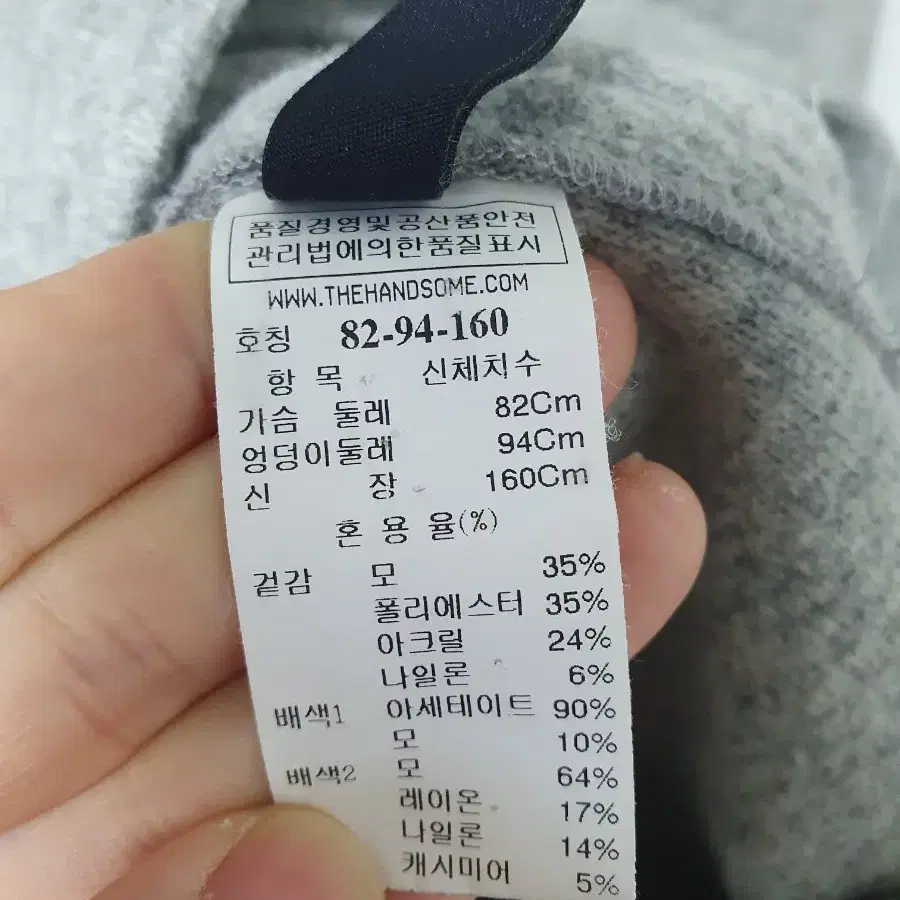 품질경영및공산품안전
관리법에의한품질표시
WWW.THEHANDSOME.COM
호칭 82-94-160
항 목 신체치수
가슴 둘레 82Cm
엉덩이둘레 94Cm
신 장 160Cm
혼 용 율(%)
겉감 모 35%
폴리에스터 35%
아크릴 24%
나일론 6%
배색1 아세테이트 90%
모 10%
배색2 모 64%
레이온 17%
나일론 14%
캐시미어 5%